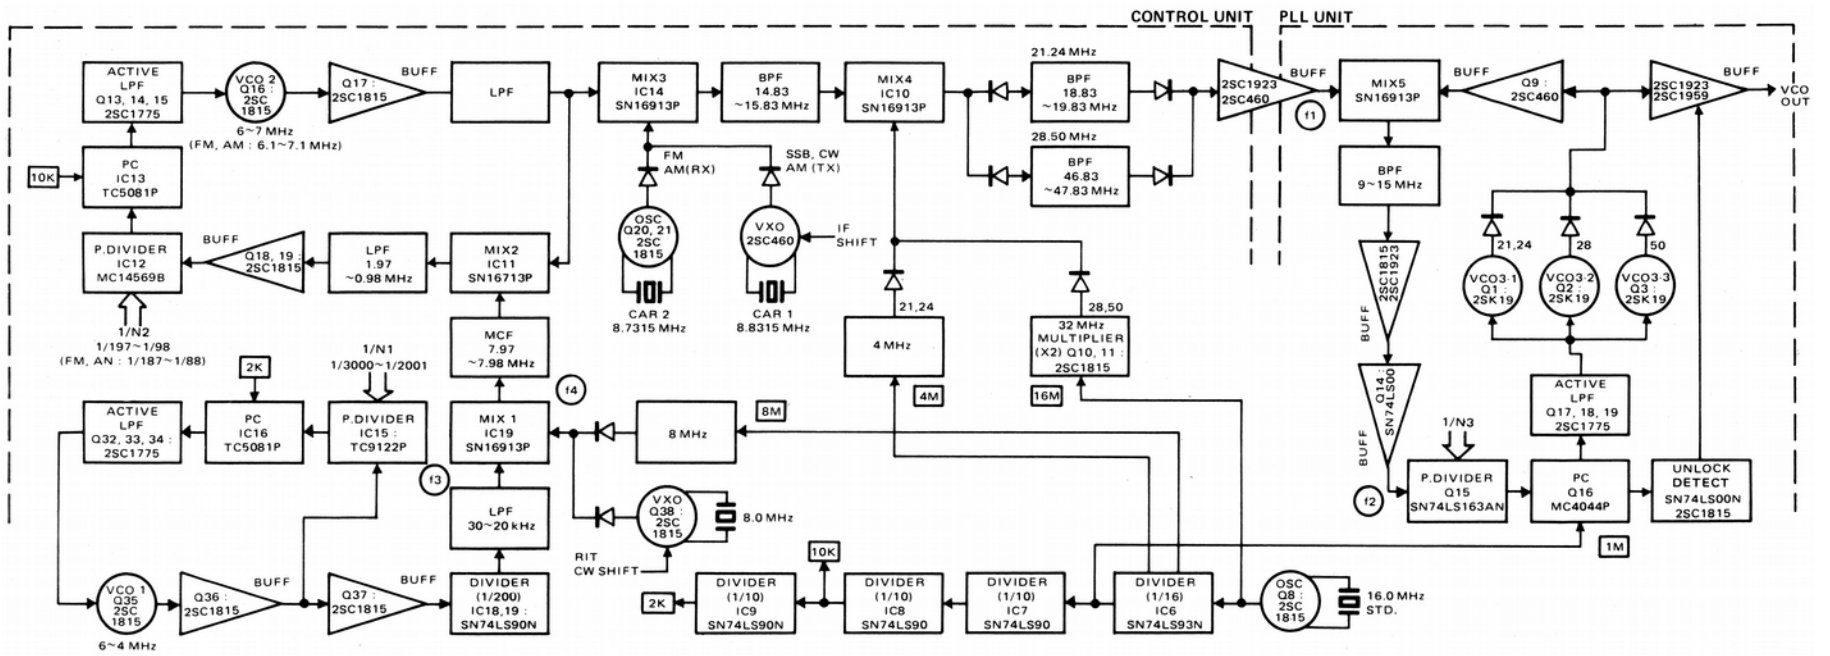 CONTROL UNIT
PLL UNIT
ACTIVE
LPF
Q13, 14, 15
2SC1775
VCO 2
Q16 :
2SC
1815
6~7 MHz
(FM, AM : 6.1~7.1 MHz)
Q17 :
2SC1815
BUFF
LPF
MIX3
IC14
SN16913P
BPF
14.83
~15.83 MHz
MIX4
IC10
SN16913P
21.24 MHz
BPF
18.83
~19.83 MHz
28.50 MHz
BPF
46.83
~47.83 MHz
2SC1923
2SC460
BUFF
f1
MIX5
SN16913P
BUFF
Q9 :
2SC460
2SC1923
2SC1959
BUFF
VCO
OUT
10K
PC
IC13
TC5081P
FM
AM(RX)
SSB, CW
AM (TX)
BPF
9~15 MHz
OSC
Q20, 21
2SC
1815
VXO
2SC460
IF
SHIFT
CAR 2
8.7315 MHz
CAR 1
8.8315 MHz
P.DIVIDER
IC12
MC14569B
BUFF
Q18, 19 :
2SC1815
LPF
1.97
~0.98 MHz
MIX2
IC11
SN16713P
1/N2
1/197~1/98
(FM, AN : 1/187~1/88)
2SC1815
2SC1923
BUFF
21,24
28
50
VCO3-1
Q1 :
2SK19
VCO3-2
Q2 :
2SK19
VCO3-3
Q3 :
2SK19
MCF
7.97
~7.98 MHz
21,24
4 MHz
28,50
32 MHz
MULTIPLIER
(X2) Q10, 11 :
2SC1815
2K
1/N1
1/3000~1/2001
f4
4M
16M
8M
Q14 :
SN74LS00
BUFF
ACTIVE
LPF
Q17, 18, 19
2SC1775
ACTIVE
LPF
Q32, 33, 34 :
2SC1775
PC
IC16
TC5081P
P.DIVIDER
IC15 :
TC9122P
MIX 1
IC19
SN16913P
8 MHz
f3
1/N3
f2
P.DIVIDER
Q15
SN74LS163AN
PC
Q16
MC4044P
UNLOCK
DETECT
SN74LS00N
2SC1815
1M
LPF
30~20 kHz
VXO
Q38 :
2SC
1815
8.0 MHz
RIT
CW SHIFT
10K
VCO 1
Q35
2SC
1815
6~4 MHz
Q36 :
2SC1815
BUFF
Q37 :
2SC1815
BUFF
DIVIDER
(1/200)
IC18,19 :
SN74LS90N
2K
DIVIDER
(1/10)
IC9
SN74LS90N
DIVIDER
(1/10)
IC8
SN74LS90
DIVIDER
(1/10)
IC7
SN74LS90
DIVIDER
(1/16)
IC6
SN74LS93N
OSC
Q8 :
2SC
1815
16.0 MHz
STD.